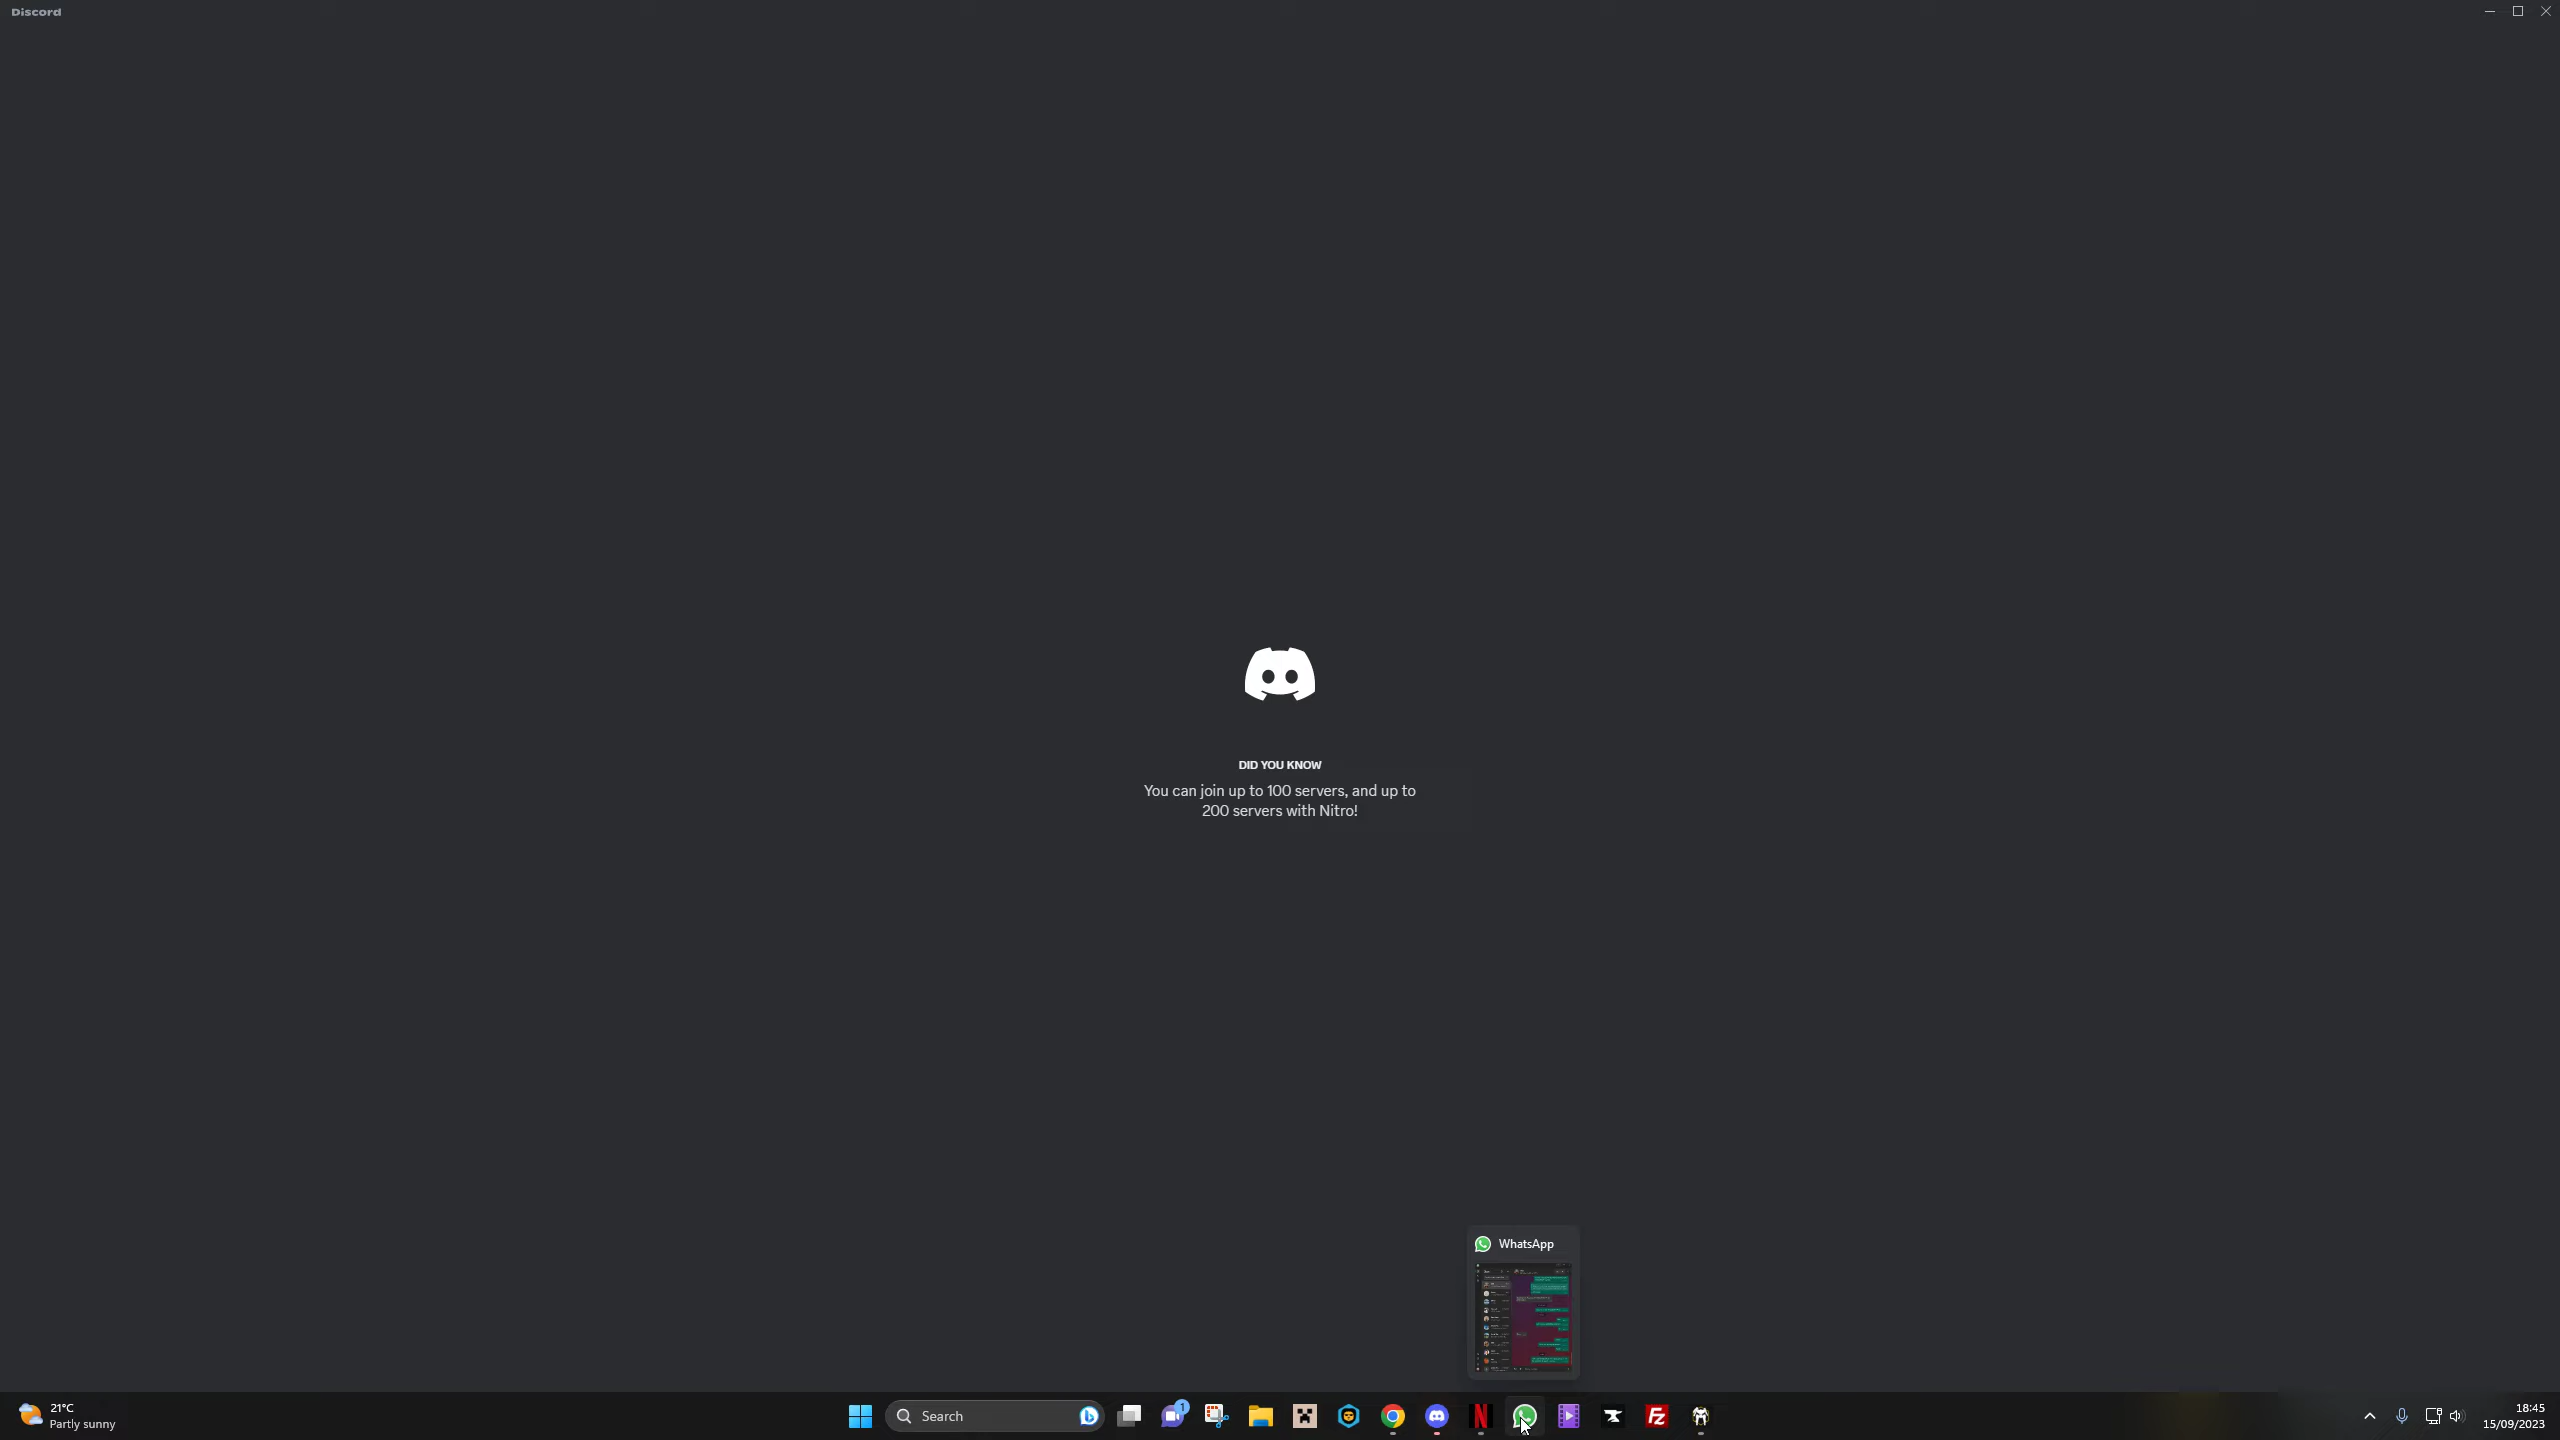 Discord
DID YOU KNOW
You can join up to 100 servers, and up to
200 servers with Nitro!
WhatsApp
21°C
Partly sunny
Search
1
18:45
15/09/2023